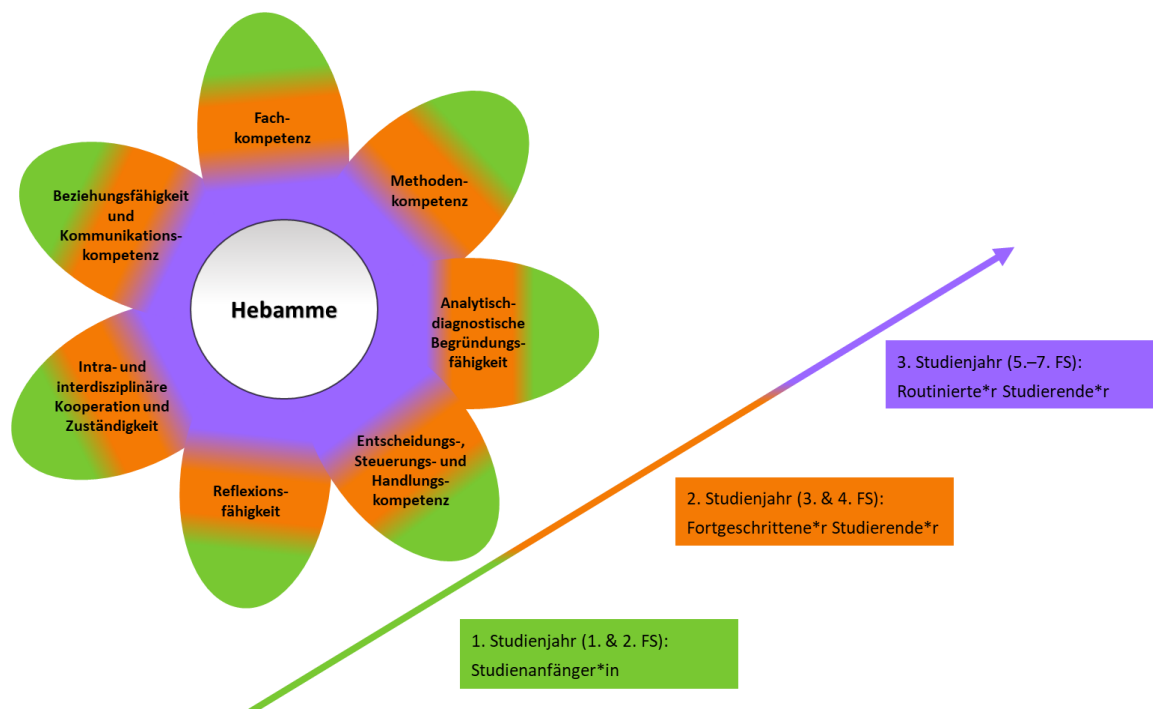 Fach-
kompetenz
Methoden-
kompetenz
Beziehungsfähigkeit
und
Kommunikations-
kompetenz
Hebamme
Analytisch-
diagnostische
Begründungs-
fähigkeit
Intra- und
interdisziplinäre
Kooperation und
Zuständigkeit
Entscheidungs-,
Steuerungs- und
Handlungs-
kompetenz
Reflexions-
fähigkeit
3. Studienjahr (5.–7. FS):
Routinierte*r Studierende*r
2. Studienjahr (3. & 4. FS):
Fortgeschrittene*r Studierende*r
1. Studienjahr (1. & 2. FS):
Studienanfänger*in